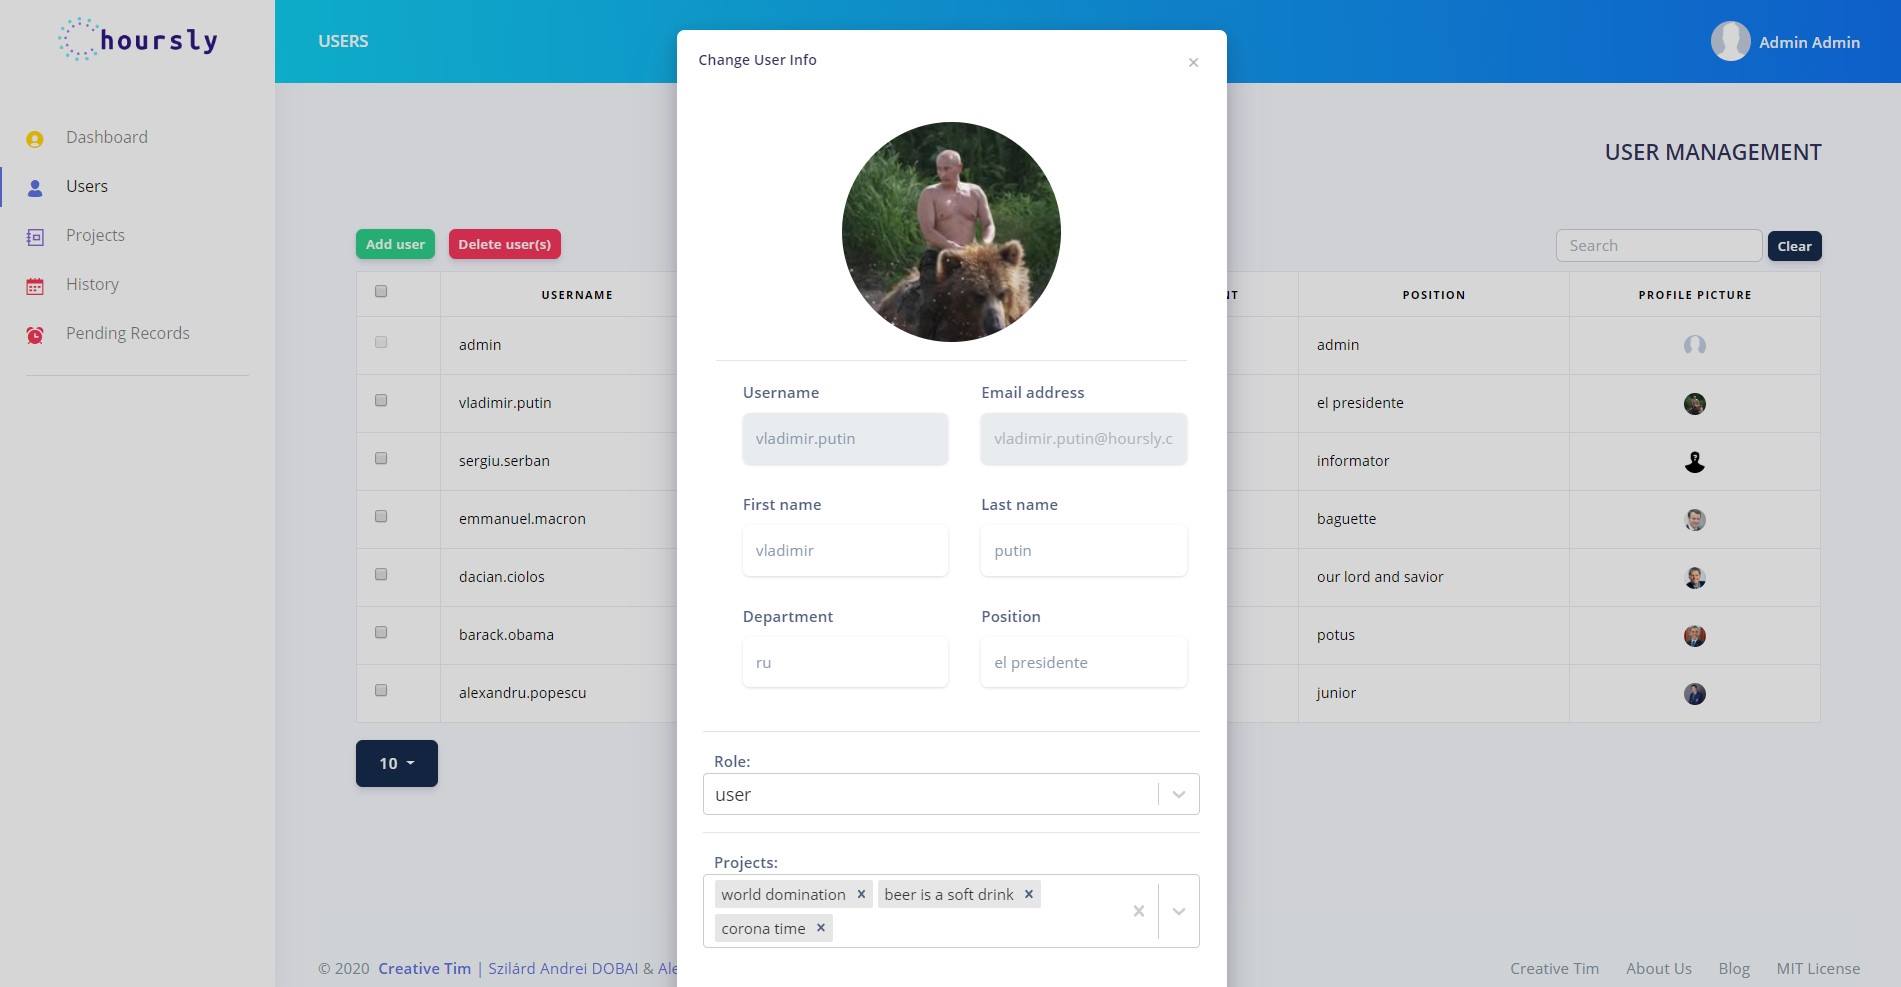 hoursly
USERS
Admin Admin
Dashboard
Users
Projects
History
Pending Records
USER MANAGEMENT
Add user
Delete user(s)
Search
Clear
USERNAME
NT
POSITION
PROFILE PICTURE
admin
admin
vladimir.putin
el presidente
sergiu.serban
informator
emmanuel.macron
baguette
dacian.ciolos
our lord and savior
barack.obama
potus
alexandru.popescu
junior
10
Change User Info
×
Username
Email address
vladimir.putin
vladimir.putin@hoursly.c
First name
Last name
vladimir
putin
Department
Position
ru
el presidente
Role:
user
Projects:
world domination × beer is a soft drink ×
corona time ×
© 2020 Creative Tim | Szilárd Andrei DOBAI & Ale
Creative Tim
About Us
Blog
MIT License